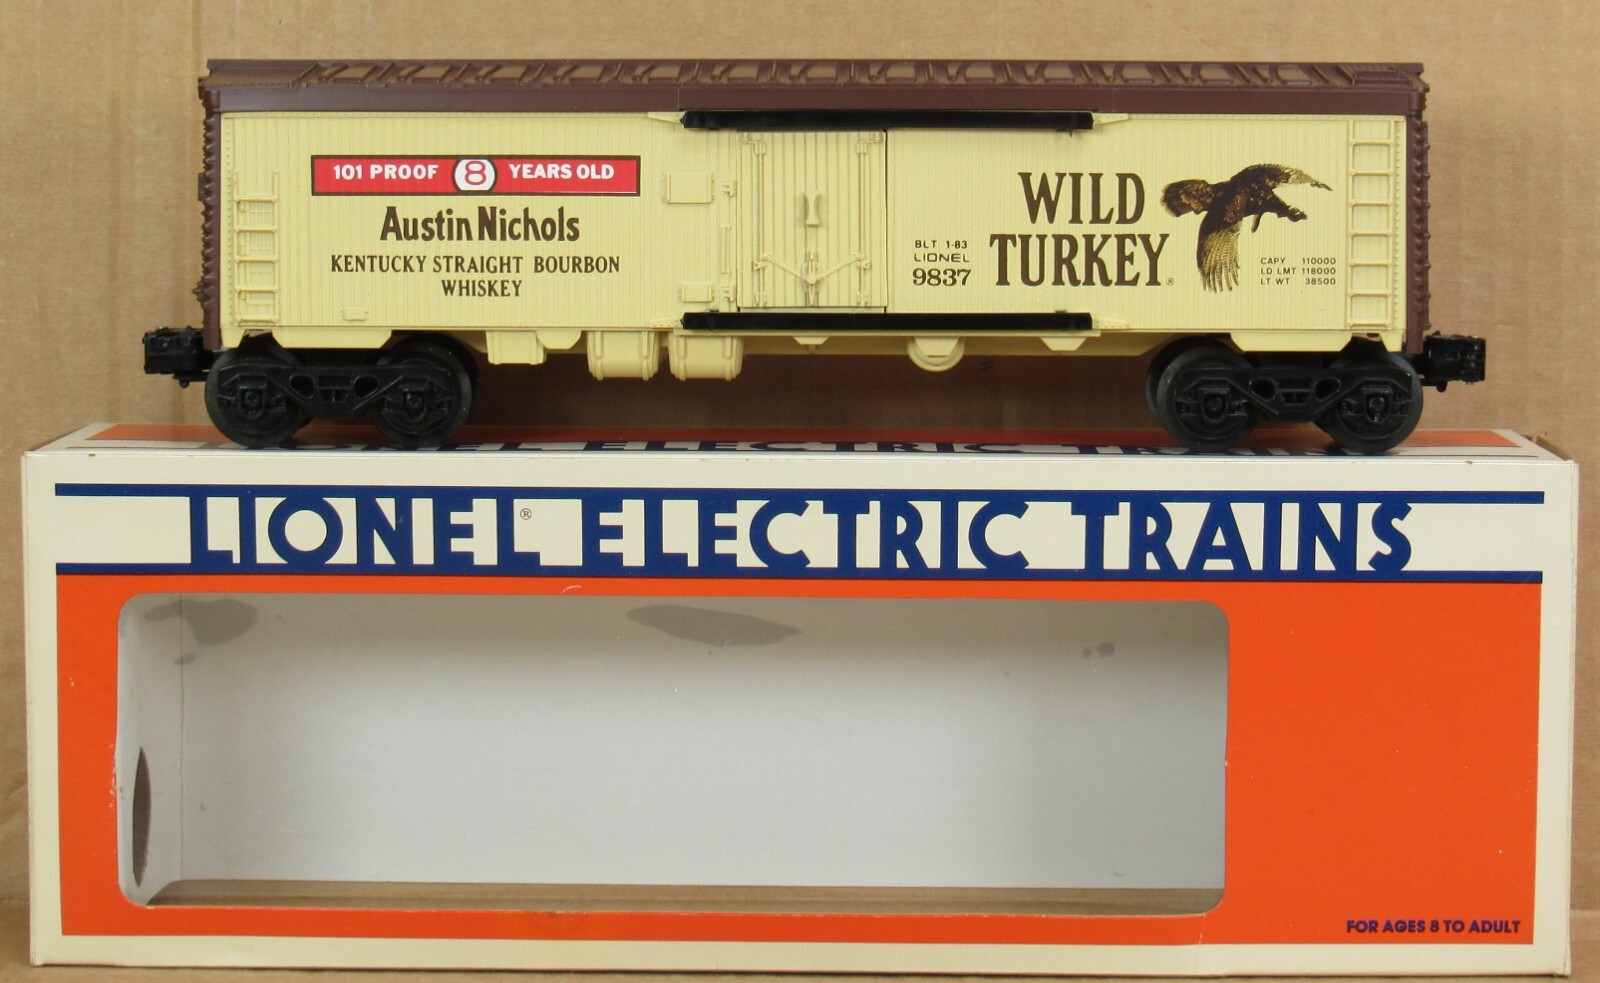 101 PROOF 8 YEARS OLD
Austin Nichols
KENTUCKY STRAIGHT BOURBON
WHISKEY
BLT 1-83
LIONEL
9837
WILD
TURKEY®
CAPY 110000
LD LMT 118000
LT WT 38500
LIONEL ELECTRIC TRAINS
LIONEL® ELECTRIC TRAINS
FOR AGES 8 TO ADULT